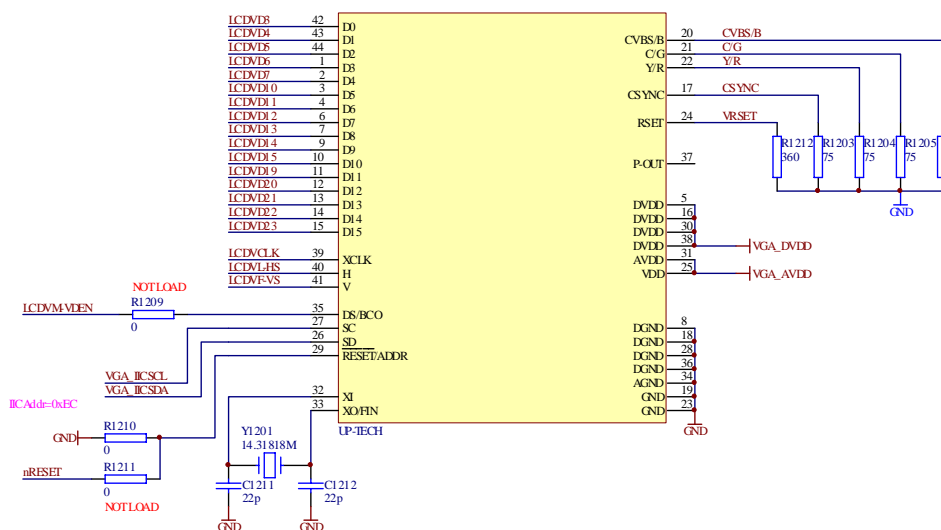 LCDVD3 42 D0
LCDVD4 43 D1
LCDVD5 44 D2
LCDVD6 1 D3
LCDVD7 2 D4
LCDVD10 3 D5
LCDVD11 4 D6
LCDVD12 6 D7
LCDVD13 7 D8
LCDVD14 9 D9
LCDVD15 10 D10
LCDVD19 11 D11
LCDVD20 12 D12
LCDVD21 13 D13
LCDVD22 14 D14
LCDVD23 15 D15
LCDVCLK 39 XCLK
LCDVL-HS 40 H
LCDVF-VS 41 V
NOT LOAD
LCDVM-VDEN R1209 35 DS/BCO
0
27 SC
26 SD
29 RESET/ADDR
VGA_IICSCL
VGA_IICSDA
IICAddr=0xEC
32 XI
33 XO/FIN
GND R1210
0
nRESET R1211
0
NOT LOAD
Y1201
14.31818M
C1211
22p
C1212
22p
GND
GND
UP-TECH
CVBS/B 20 CVBS/B
C/G 21 C/G
Y/R 22 Y/R
CSYNC 17 CSYNC
RSET 24 VRSET
P-OUT 37
R1212
360
R1203
75
R1204
75
R1205
75
GND
DVDD 5
DVDD 16
DVDD 30
DVDD 38 VGA_DVDD
AVDD 31
VDD 25 VGA_AVDD
DGND 8
DGND 18
DGND 28
DGND 36
AGND 34
GND 19
GND 23
GND